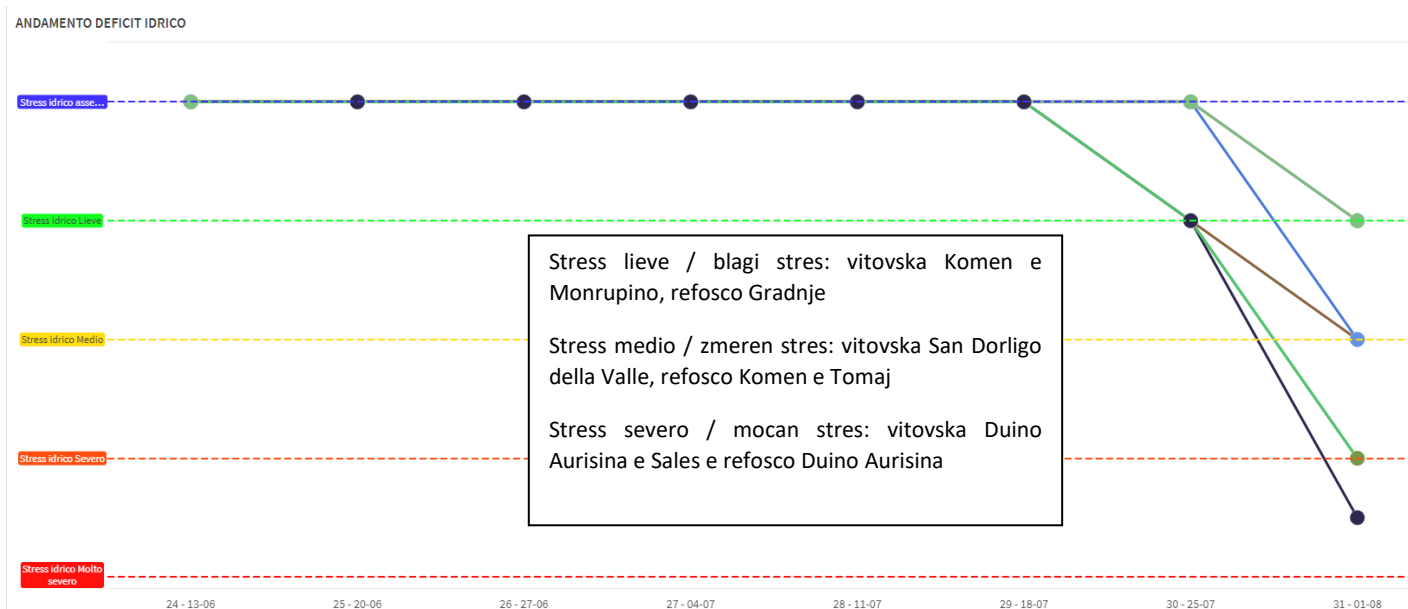 ANDAMENTO DEFICIT IDRICO
Stress idrico asse...
Stress idrico Lieve
Stress idrico Medio
Stress idrico Severo
Stress idrico Molto
severo
Stress lieve / blagi stres: vitovska Komen e
Monrupino, refosco Gradnje
Stress medio / zmeren stres: vitovska San Dorligo
della Valle, refosco Komen e Tomaj
Stress severo / mocan stres: vitovska Duino
Aurisina e Sales e refosco Duino Aurisina
24 - 13-06
25 - 20-06
26 - 27-06
27 - 04-07
28 - 11-07
29 - 18-07
30 - 25-07
31 - 01-08